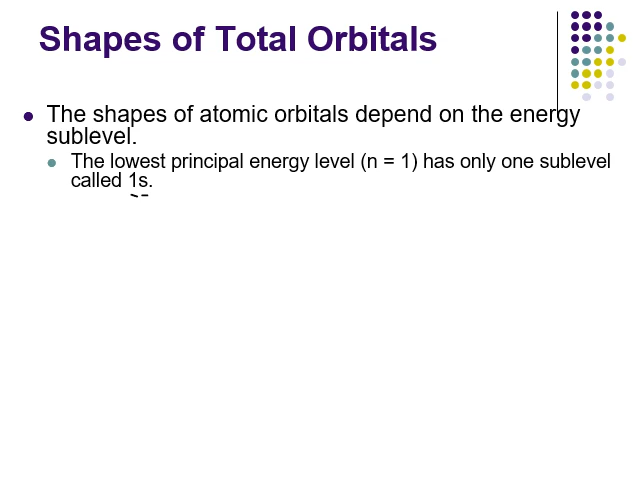 Shapes of Total Orbitals
The shapes of atomic orbitals depend on the energy
sublevel.
The lowest principal energy level (n = 1) has only one sublevel
called 1s.